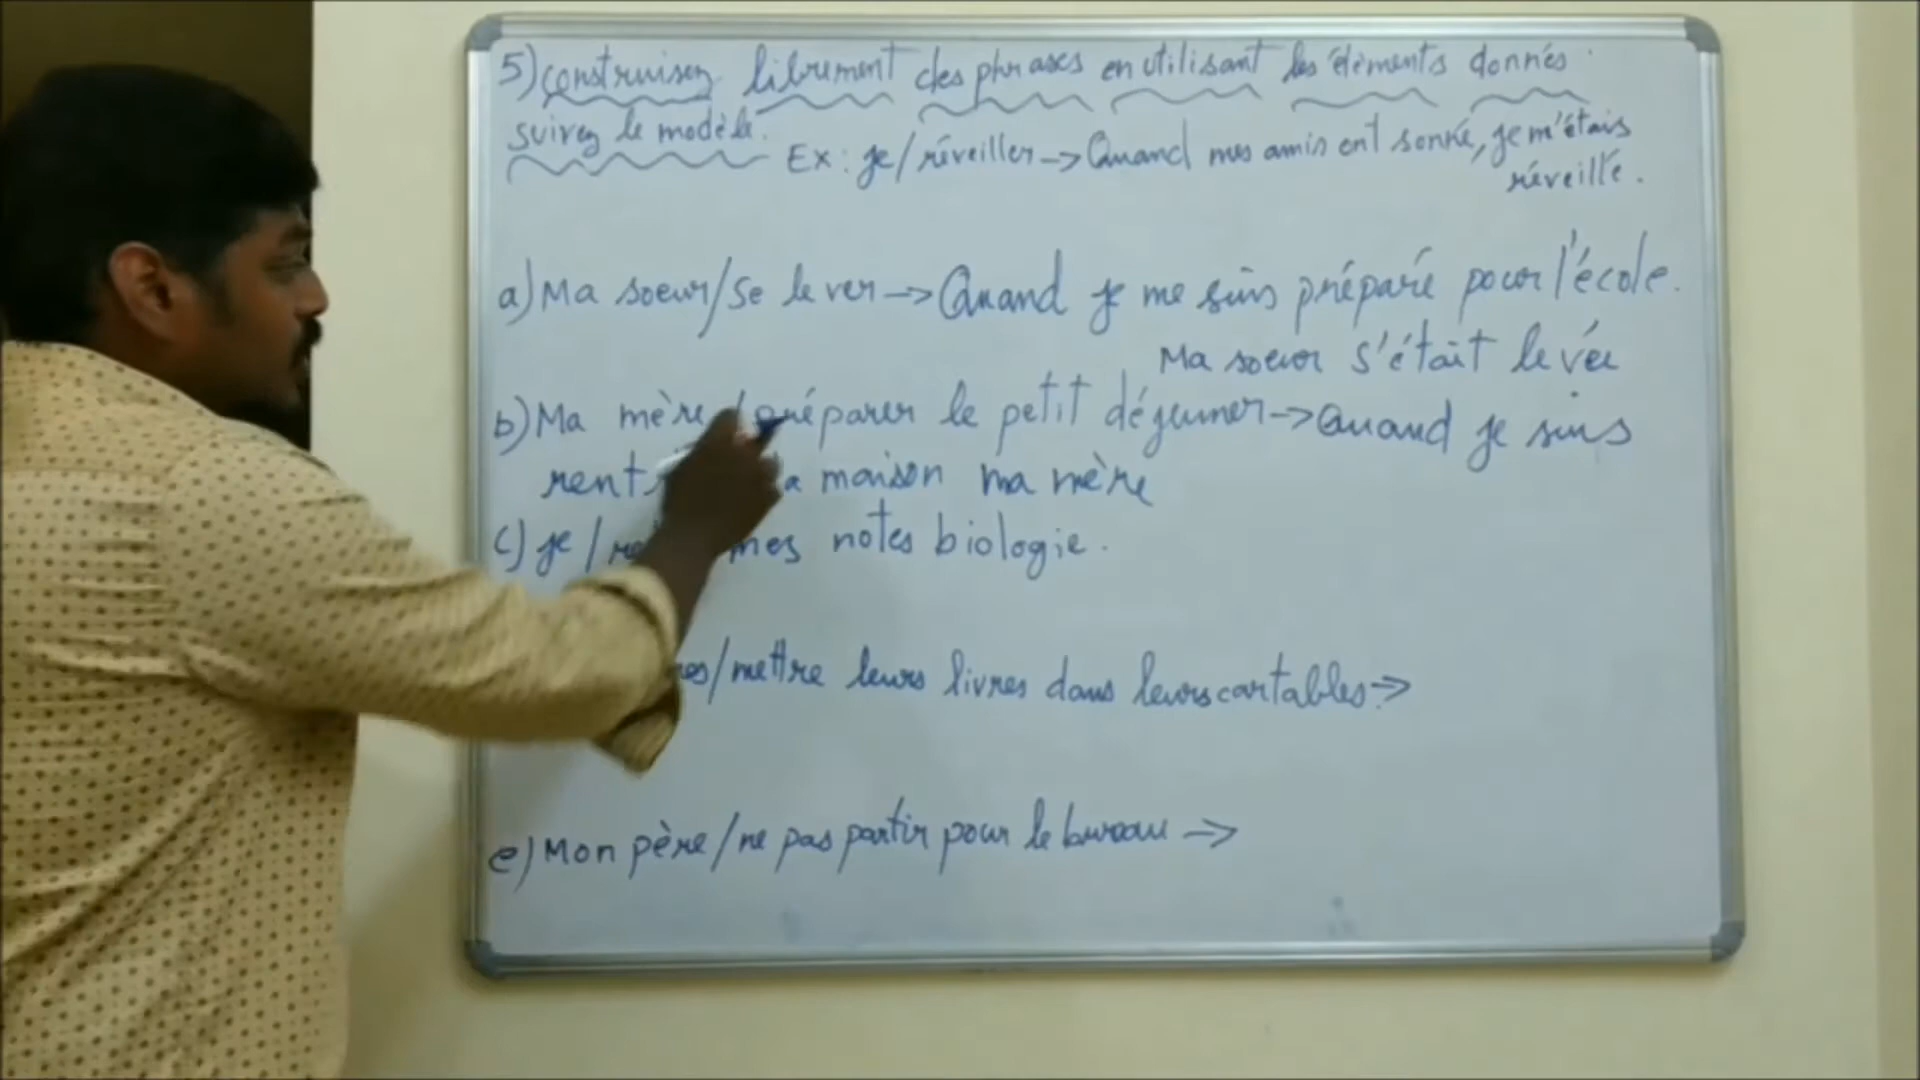 5) construisez librement des phrases en utilisant les éléments donnés.
suivez le modèle. Ex: je/réveiller -> Quand mes amis ont sonné, je m'étais
réveillé.
a) Ma soeur/se lever -> Quand je me suis préparé pour l'école.
Ma soeur s'était levée
b) Ma mère/préparer le petit déjeuner -> Quand je suis
maison ma mère
c) je / mes notes biologie.
/mettre leurs livres dans leurs cartables ->
e) Mon père/ne pas partir pour le bureau ->